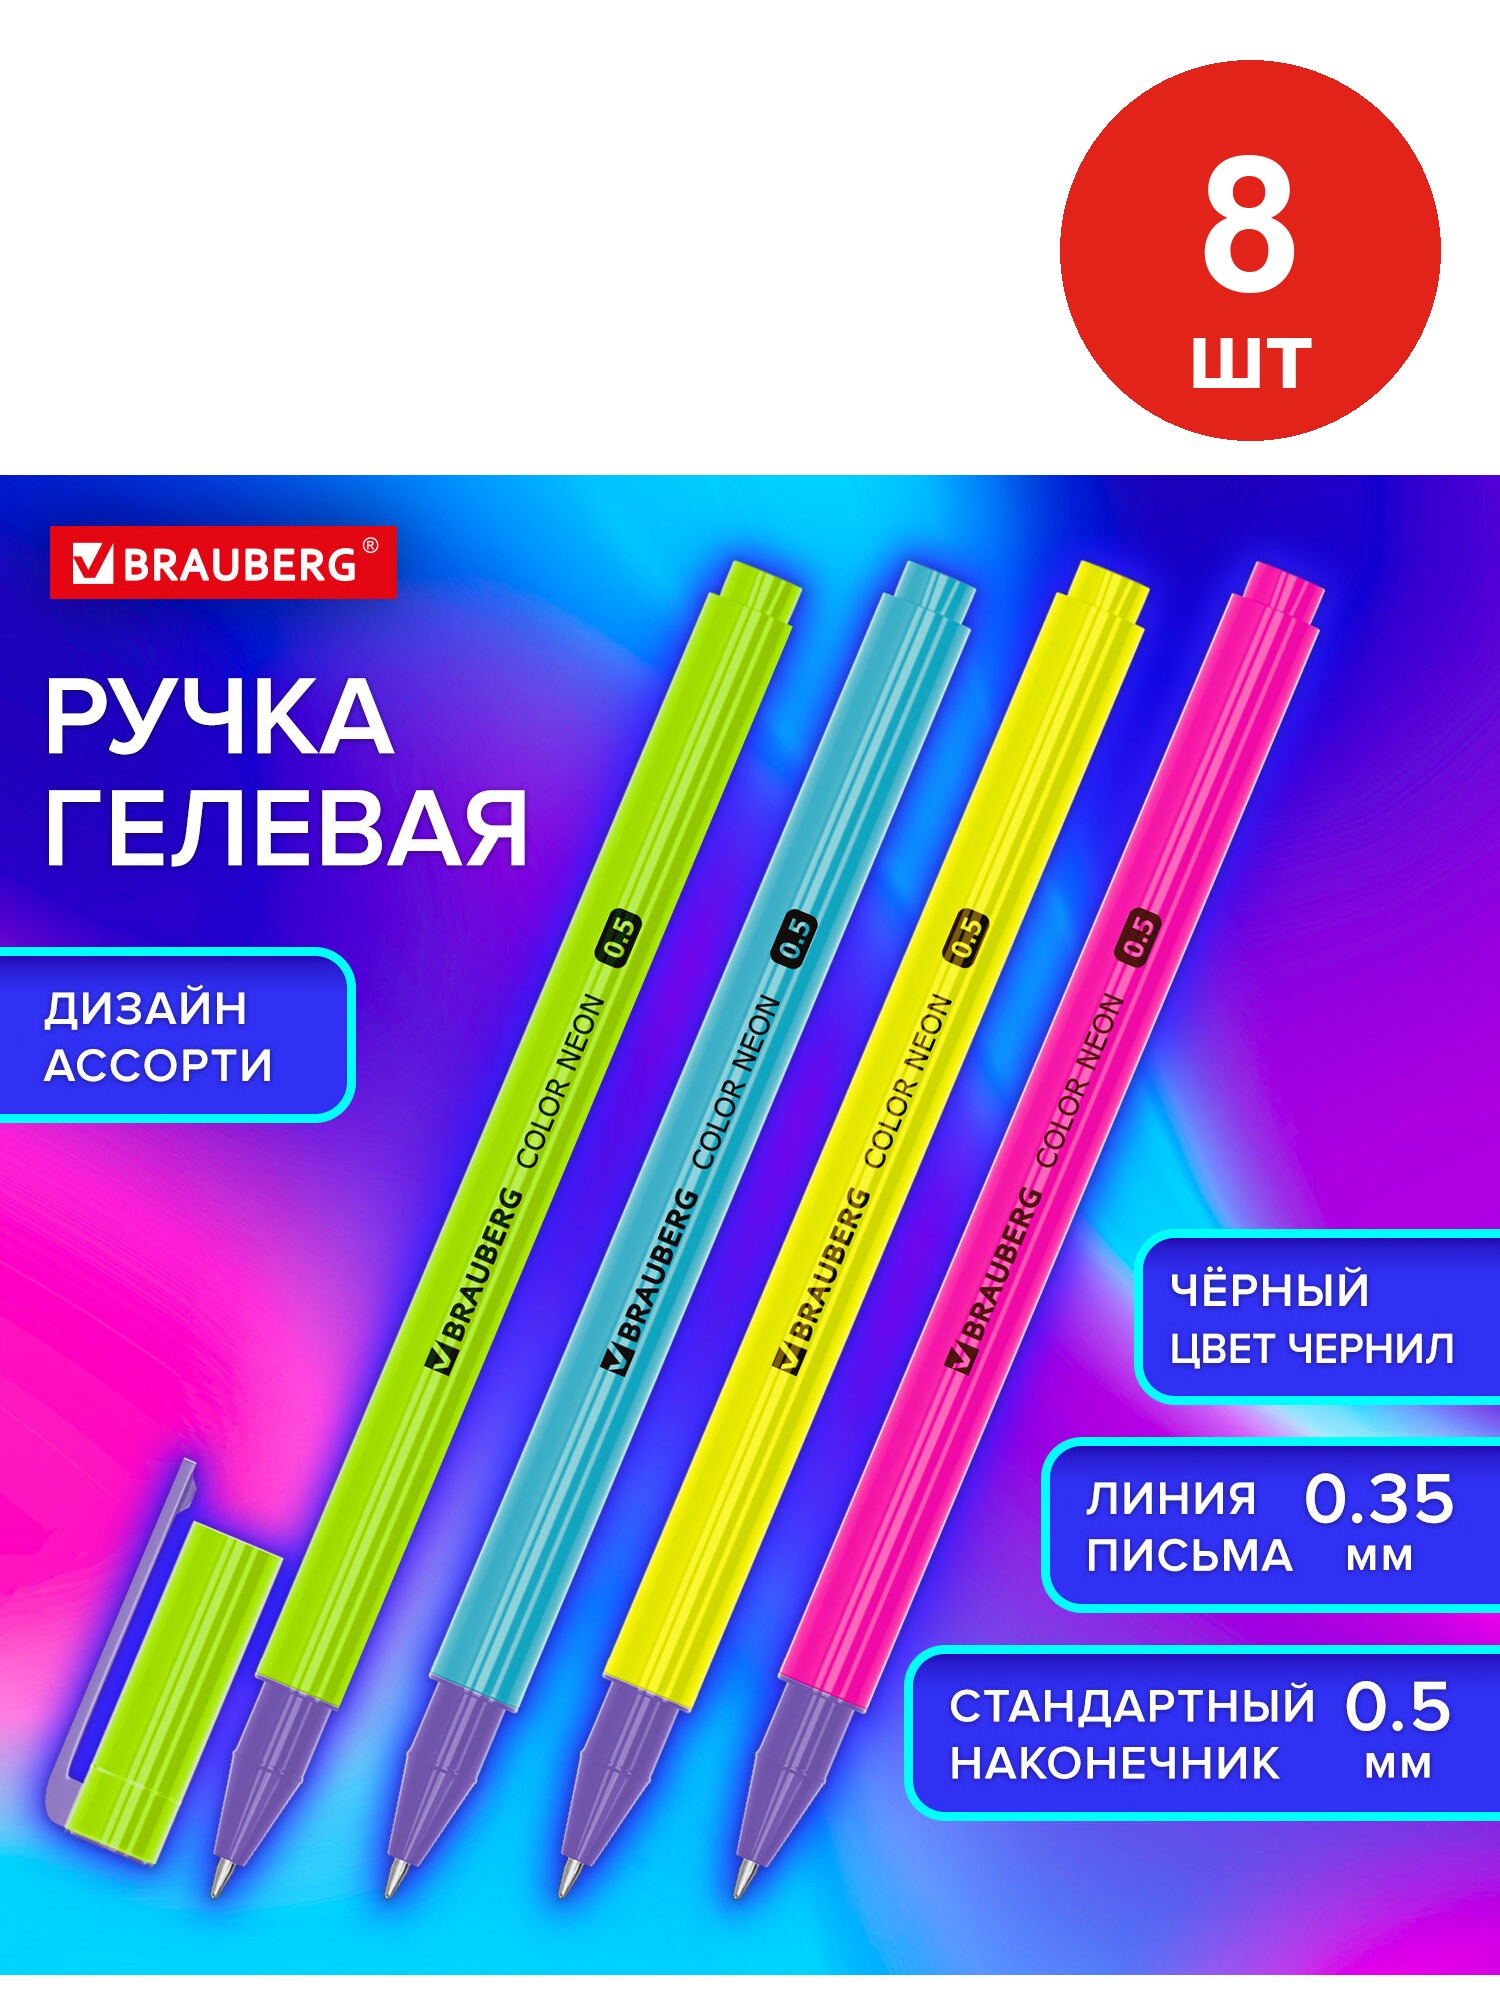 8
шт
BRAUBERG®
РУЧКА
ГЕЛЕВАЯ
ДИЗАЙН
АССОРТИ
BRAUBERG COLOR NEON 0.5
BRAUBERG COLOR NEON 0.5
BRAUBERG COLOR NEON 0.5
BRAUBERG COLOR NEON 0.5
ЧЁРНЫЙ
ЦВЕТ ЧЕРНИЛ
ЛИНИЯ 0.35
ПИСЬМА мм
СТАНДАРТНЫЙ 0.5
НАКОНЕЧНИК мм